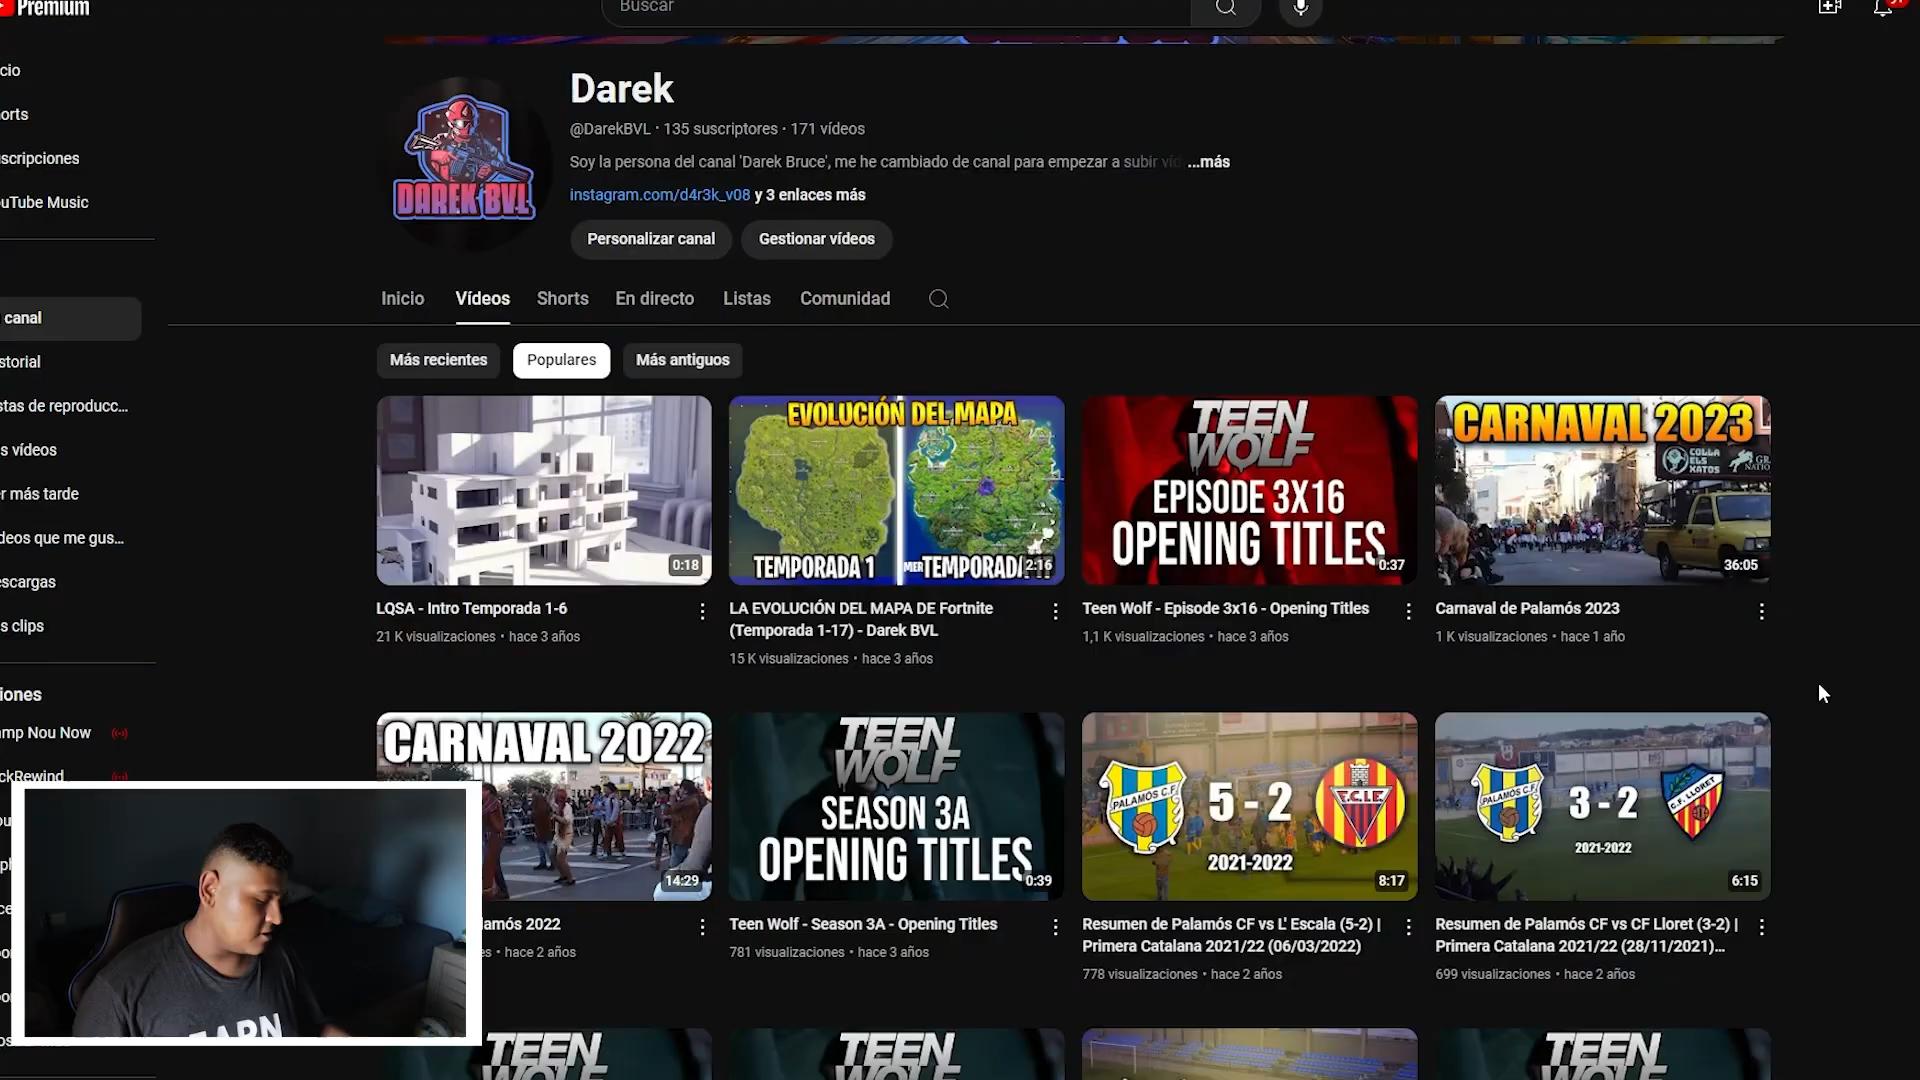 Premium
Buscar
Darek
@DarekBVL · 135 suscriptores · 171 vídeos
Soy la persona del canal 'Darek Bruce', me he cambiado de canal para empezar a subir víd ...más
instagram.com/d4r3k_v08 y 3 enlaces más
Personalizar canal
Gestionar vídeos
DAREK BVL
cio
orts
scripciones
uTube Music
canal
storial
stas de reproducc...
s vídeos
r más tarde
deos que me gus...
escargas
s clips
iones
mp Nou Now
ckRewind
Inicio
Vídeos
Shorts
En directo
Listas
Comunidad
Más recientes
Populares
Más antiguos
0:18
LQSA - Intro Temporada 1-6
21 K visualizaciones · hace 3 años
EVOLUCIÓN DEL MAPA
TEMPORADA 1
TEMPORADA
2:16
LA EVOLUCIÓN DEL MAPA DE Fortnite
(Temporada 1-17) - Darek BVL
15 K visualizaciones · hace 3 años
TEEN
WOLF
EPISODE 3X16
OPENING TITLES
0:37
Teen Wolf - Episode 3x16 - Opening Titles
1,1 K visualizaciones · hace 3 años
CARNAVAL 2023
COLLA
ELS
XATOS
36:05
Carnaval de Palamós 2023
1 K visualizaciones · hace 1 año
CARNAVAL 2022
14:29
lamós 2022
es · hace 2 años
TEEN
WOLF
SEASON 3A
OPENING TITLES
0:39
Teen Wolf - Season 3A - Opening Titles
781 visualizaciones · hace 3 años
PALAMÓS C.F.
5 - 2
F.C.L.E.
2021-2022
8:17
Resumen de Palamós CF vs L' Escala (5-2) |
Primera Catalana 2021/22 (06/03/2022)
778 visualizaciones · hace 2 años
PALAMÓS C.F.
3 - 2
C.F. LLORET
2021-2022
6:15
Resumen de Palamós CF vs CF Lloret (3-2) |
Primera Catalana 2021/22 (28/11/2021)...
699 visualizaciones · hace 2 años
TEEN
TEEN
TEEN